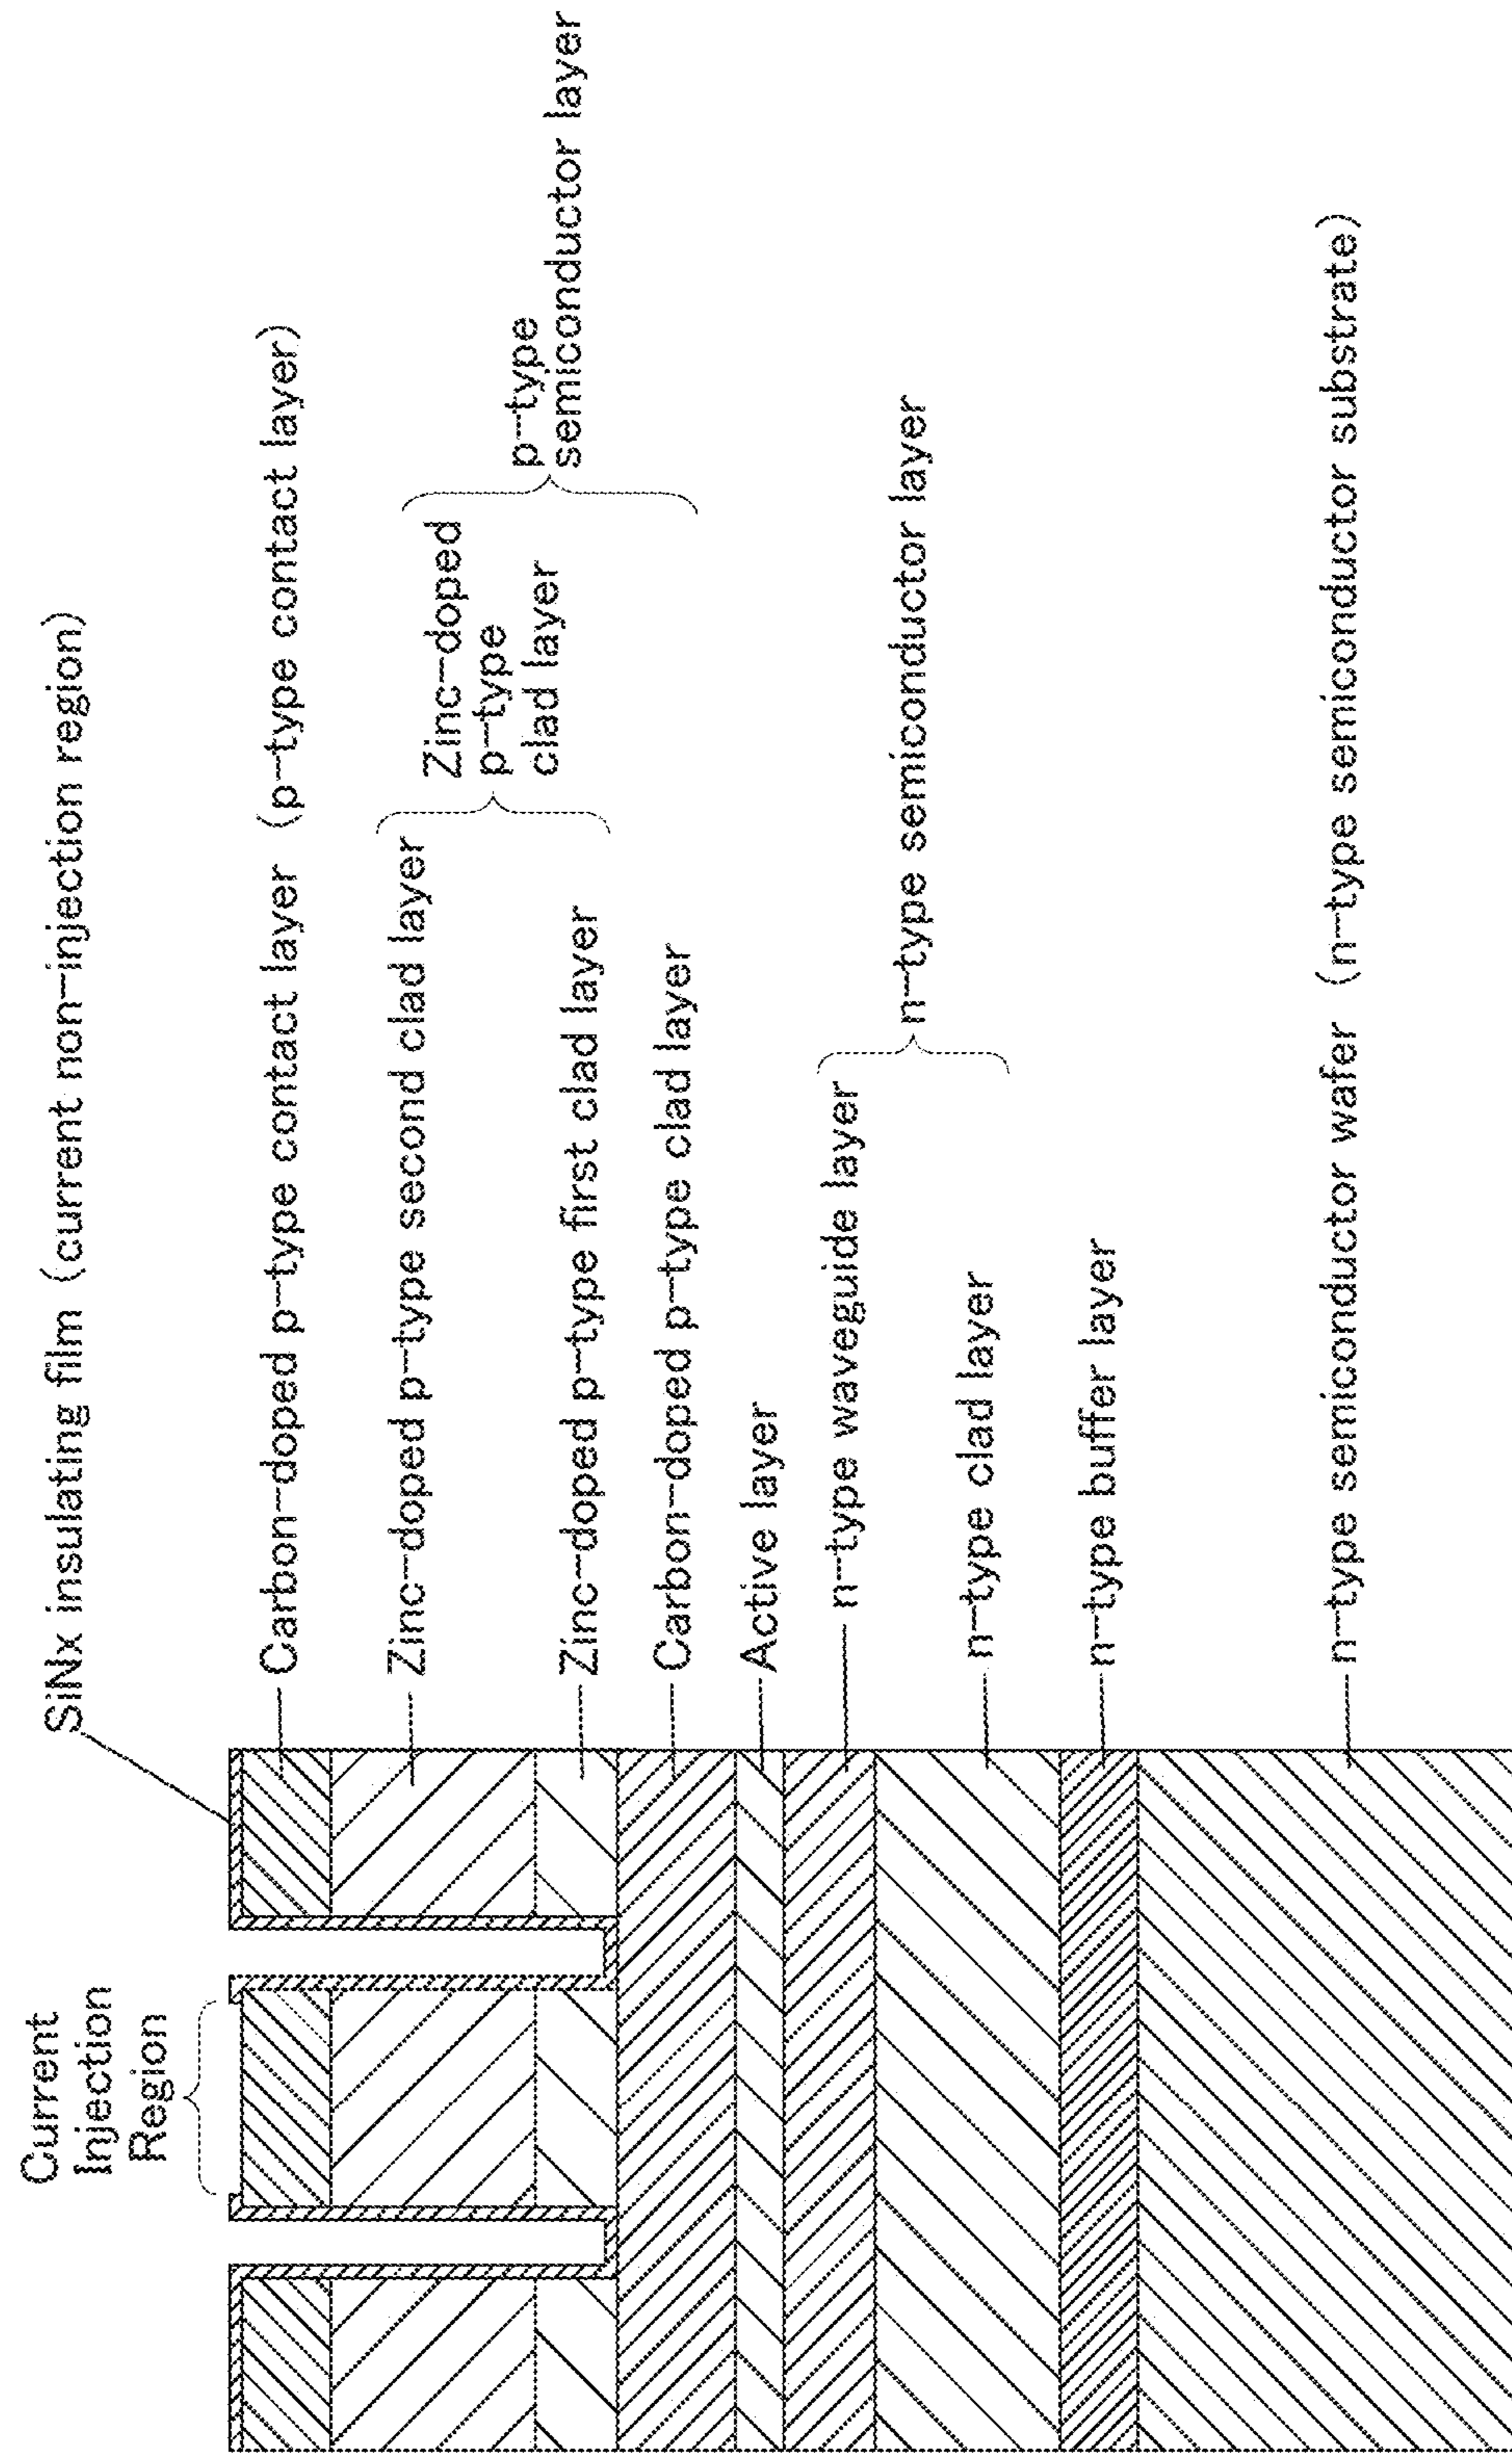 Current
Injection
Region
SiNx insulating film (current non-injection region)
Carbon-doped p-type contact layer (p-type contact layer)
Zinc-doped p-type second clad layer
Zinc-doped p-type first clad layer
Zinc-doped
p-type
clad layer
Carbon-doped p-type clad layer
p-type
semiconductor layer
Active layer
n-type waveguide layer
n-type clad layer
n-type semiconductor layer
n-type buffer layer
n-type semiconductor wafer (n-type semiconductor substrate)